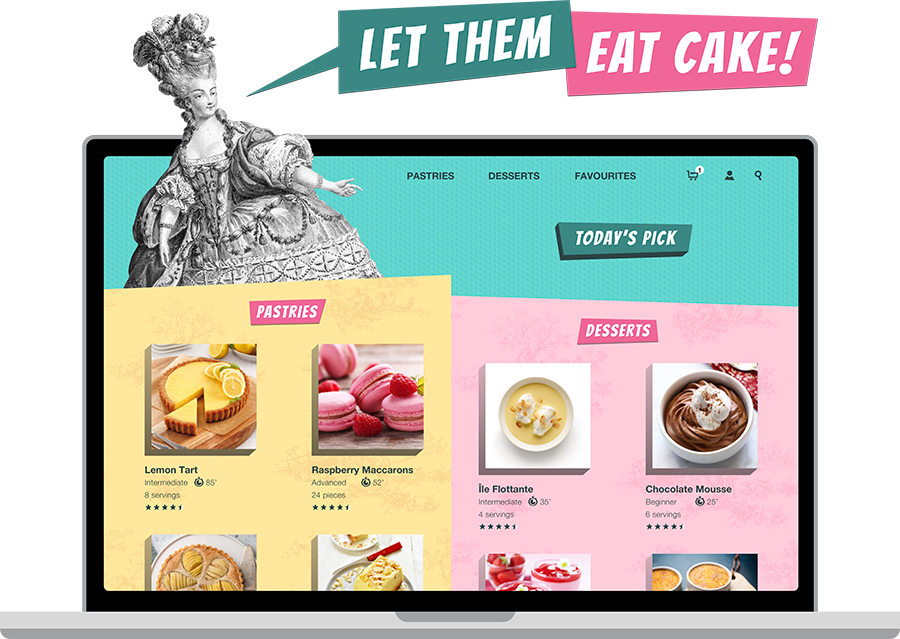 LET THEM
EAT CAKE!
PASTRIES
DESSERTS
FAVOURITES
1
TODAY'S PICK
PASTRIES
DESSERTS
Lemon Tart
Intermediate 85'
8 servings
Raspberry Maccarons
Advanced 52'
24 pieces
Île Flottante
Intermediate 35'
4 servings
Chocolate Mousse
Beginner 25'
6 servings